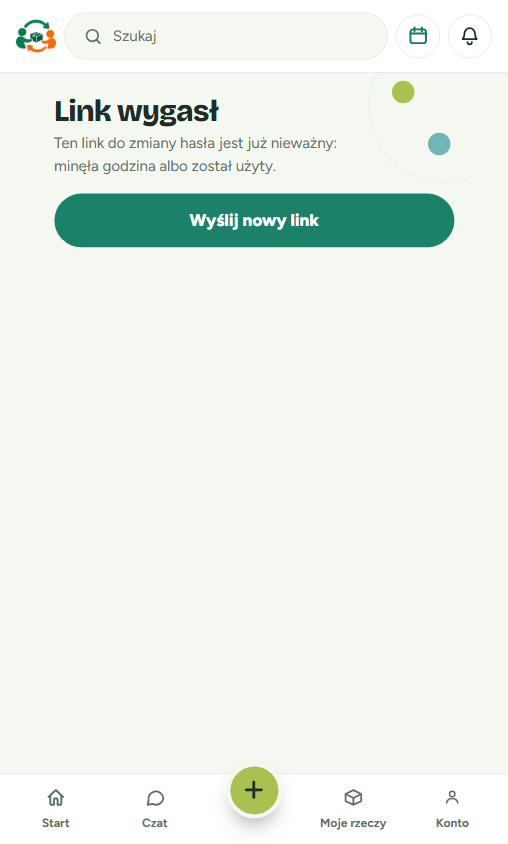 Szukaj
Link wygasł
Ten link do zmiany hasła jest już nieważny:
minęła godzina albo został użyty.
Wyślij nowy link
Start
Czat
Moje rzeczy
Konto